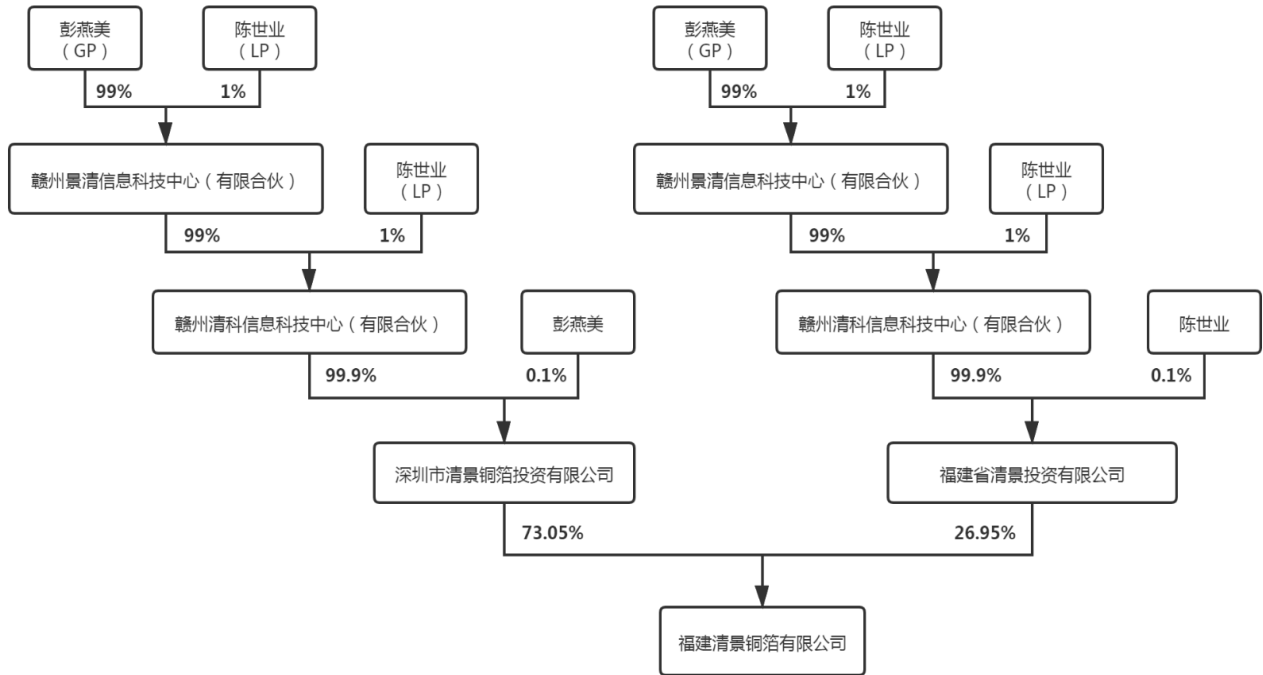 彭燕美
（GP）
陈世业
（LP）
彭燕美
（GP）
陈世业
（LP）
99%
1%
99%
1%
赣州景清信息科技中心（有限合伙）
陈世业
（LP）
赣州景清信息科技中心（有限合伙）
陈世业
（LP）
99%
1%
99%
1%
赣州清科信息科技中心（有限合伙）
彭燕美
赣州清科信息科技中心（有限合伙）
陈世业
99.9%
0.1%
99.9%
0.1%
深圳市清景铜箔投资有限公司
福建省清景投资有限公司
73.05%
26.95%
福建清景铜箔有限公司